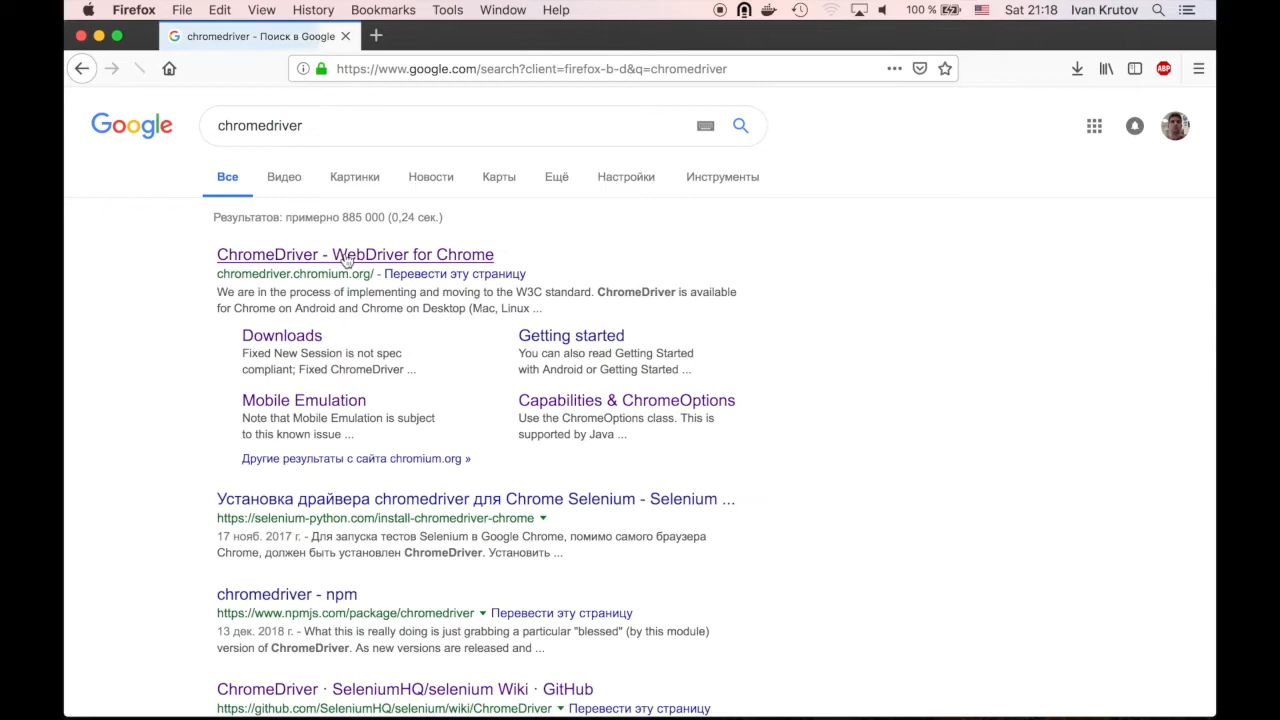 Firefox File Edit View History Bookmarks Tools Window Help 100 % Sat 21:18 Ivan Krutov
chromedriver - Поиск в Google
https://www.google.com/search?client=firefox-b-d&q=chromedriver
ABP
Google chromedriver
Все Видео Картинки Новости Карты Ещё Настройки Инструменты
Результатов: примерно 885 000 (0,24 сек.)
ChromeDriver - WebDriver for Chrome
chromedriver.chromium.org/ - Перевести эту страницу
We are in the process of implementing and moving to the W3C standard. ChromeDriver is available
for Chrome on Android and Chrome on Desktop (Mac, Linux ...
Downloads
Fixed New Session is not spec
compliant; Fixed ChromeDriver ...
Getting started
You can also read Getting Started
with Android or Getting Started ...
Mobile Emulation
Note that Mobile Emulation is subject
to this known issue ...
Capabilities & ChromeOptions
Use the ChromeOptions class. This is
supported by Java ...
Другие результаты с сайта chromium.org »
Установка драйвера chromedriver для Chrome Selenium - Selenium ...
https://selenium-python.com/install-chromedriver-chrome
17 нояб. 2017 г. - Для запуска тестов Selenium в Google Chrome, помимо самого браузера
Chrome, должен быть установлен ChromeDriver. Установить ...
chromedriver - npm
https://www.npmjs.com/package/chromedriver Перевести эту страницу
13 дек. 2018 г. - What this is really doing is just grabbing a particular "blessed" (by this module)
version of ChromeDriver. As new versions are released and ...
ChromeDriver · SeleniumHQ/selenium Wiki · GitHub
https://github.com/SeleniumHQ/selenium/wiki/ChromeDriver Перевести эту страницу